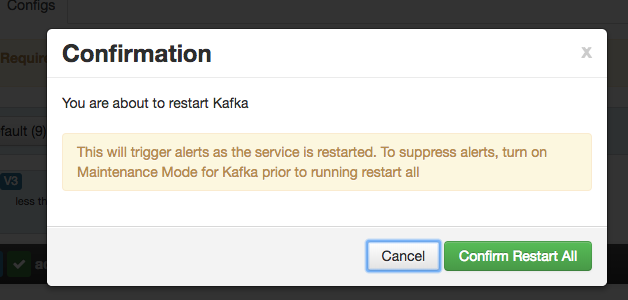 Configs
Confirmation
x
You are about to restart Kafka
This will trigger alerts as the service is restarted. To suppress alerts, turn on
Maintenance Mode for Kafka prior to running restart all
fault (9)
V3
less th
Cancel
Confirm Restart All